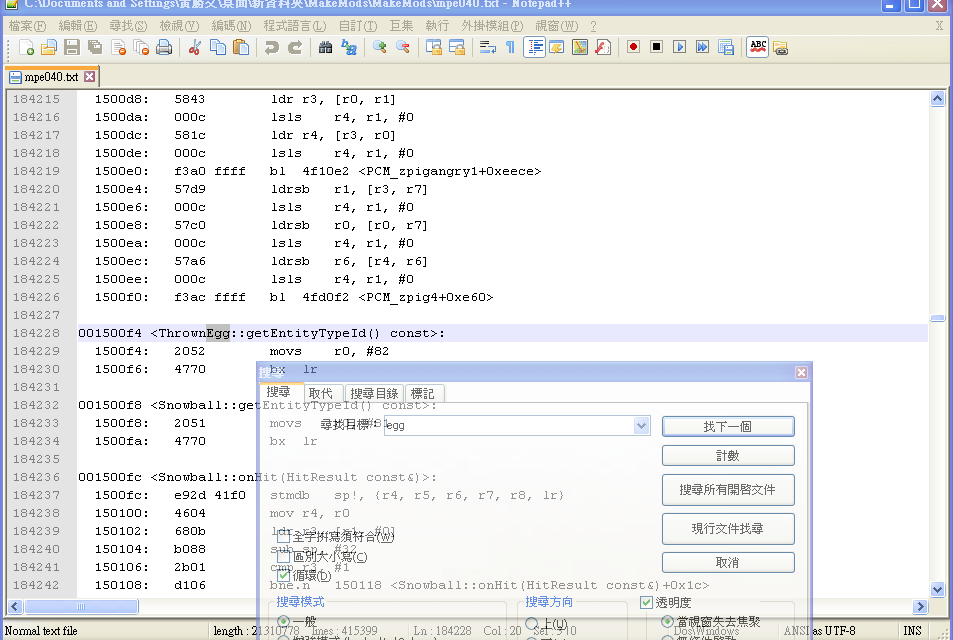 C:\Documents and Settings\黃勝文\桌面\新資料夾\MakeMods\MakeMods\mpe040.txt - Notepad++
檔案(F) 編輯(E) 尋找(S) 檢視(V) 編碼(N) 程式語言(L) 自訂(T) 巨集 執行 外掛模組(P) 視窗(W) ? X
mpe040.txt
184215 1500d8: 5843 ldr r3, [r0, r1]
184216 1500da: 000c lsls r4, r1, #0
184217 1500dc: 581c ldr r4, [r3, r0]
184218 1500de: 000c lsls r4, r1, #0
184219 1500e0: f3a0 ffff bl 4f10e2 <PCM_zpigangry1+0xeece>
184220 1500e4: 57d9 ldrsb r1, [r3, r7]
184221 1500e6: 000c lsls r4, r1, #0
184222 1500e8: 57c0 ldrsb r0, [r0, r7]
184223 1500ea: 000c lsls r4, r1, #0
184224 1500ec: 57a6 ldrsb r6, [r4, r6]
184225 1500ee: 000c lsls r4, r1, #0
184226 1500f0: f3ac ffff bl 4fd0f2 <PCM_zpig4+0xe60>
184227
184228 001500f4 <ThrownEgg::getEntityTypeId() const>:
184229 1500f4: 2052 movs r0, #82
184230 1500f6: 4770 bx lr
184231
184232 001500f8 <Snowball::getEntityTypeId() const>:
184233 1500f8: 2051 movs r0, #81
184234 1500fa: 4770 bx lr
184235
184236 001500fc <Snowball::onHit(HitResult const&)>:
184237 1500fc: e92d 41f0 stmdb sp!, {r4, r5, r6, r7, r8, lr}
184238 150100: 4604 mov r4, r0
184239 150102: 680b ldr r3, [r1, #0]
184240 150104: b088 sub sp, #32
184241 150106: 2b01 cmp r3, #1
184242 150108: d106 bne.n 150118 <Snowball::onHit(HitResult const&)+0x1c>
搜尋
搜尋 取代 搜尋目錄 標記
尋找目標: egg
找下一個
計數
搜尋所有開啓文件
現行文件找尋
取消
全字拼寫須符合(W)
區別大小寫(C)
循環(D)
搜尋模式
一般
搜尋方向
上(U)
透明度
當視窗失去焦聚
Normal text file length : 21310778 lines : 415399 Ln : 184228 Col : 20 Dos\Windows ANSI as UTF-8 INS